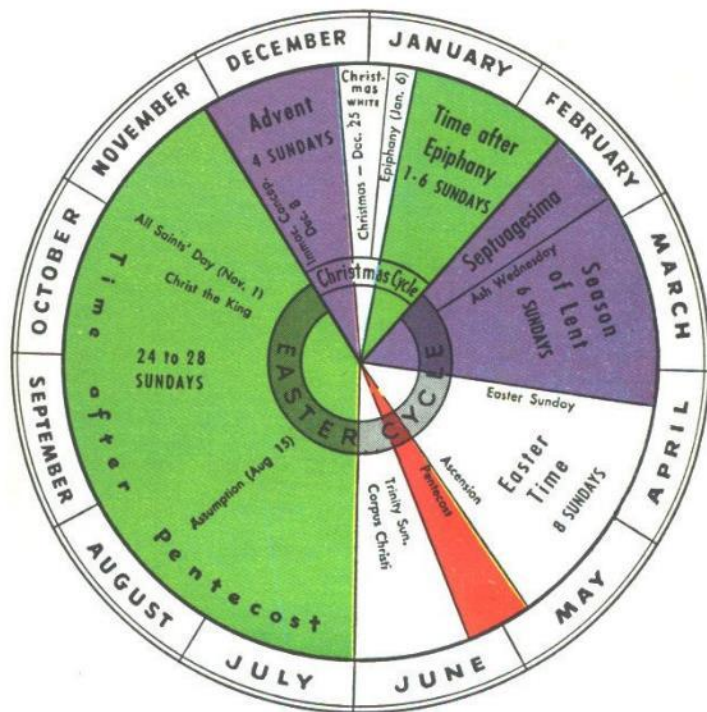 DECEMBER
JANUARY
FEBRUARY
MARCH
APRIL
MAY
JUNE
JULY
AUGUST
SEPTEMBER
OCTOBER
NOVEMBER
Advent
4 SUNDAYS
Immac. Concep.
Dec. 8
Christ-
mas
WHITE
Christmas — Dec. 25
Epiphany (Jan. 6)
Time after
Epiphany
1-6 SUNDAYS
Septuagesima
Ash Wednesday
Season
of Lent
6 SUNDAYS
Easter Sunday
Easter
Time
8 SUNDAYS
Ascension
Pentecost
Trinity Sun.
Corpus Christi
Time after Pentecost
24 to 28
SUNDAYS
Assumption (Aug 15)
All Saints' Day (Nov. 1)
Christ the King
Christmas Cycle
EASTER CYCLE